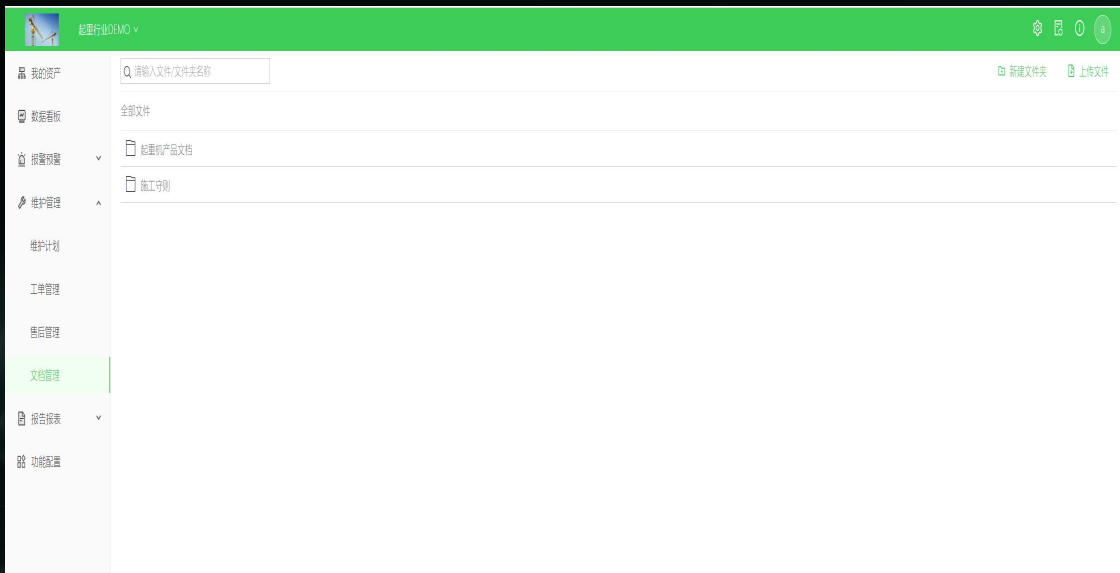 起重行业DEMO
a
我的资产
请输入文件/文件夹名称
新建文件夹
上传文件
数据看板
全部文件
报警预警
起重机产品文档
施工守则
维护管理
维护计划
工单管理
售后管理
文档管理
报告报表
功能配置